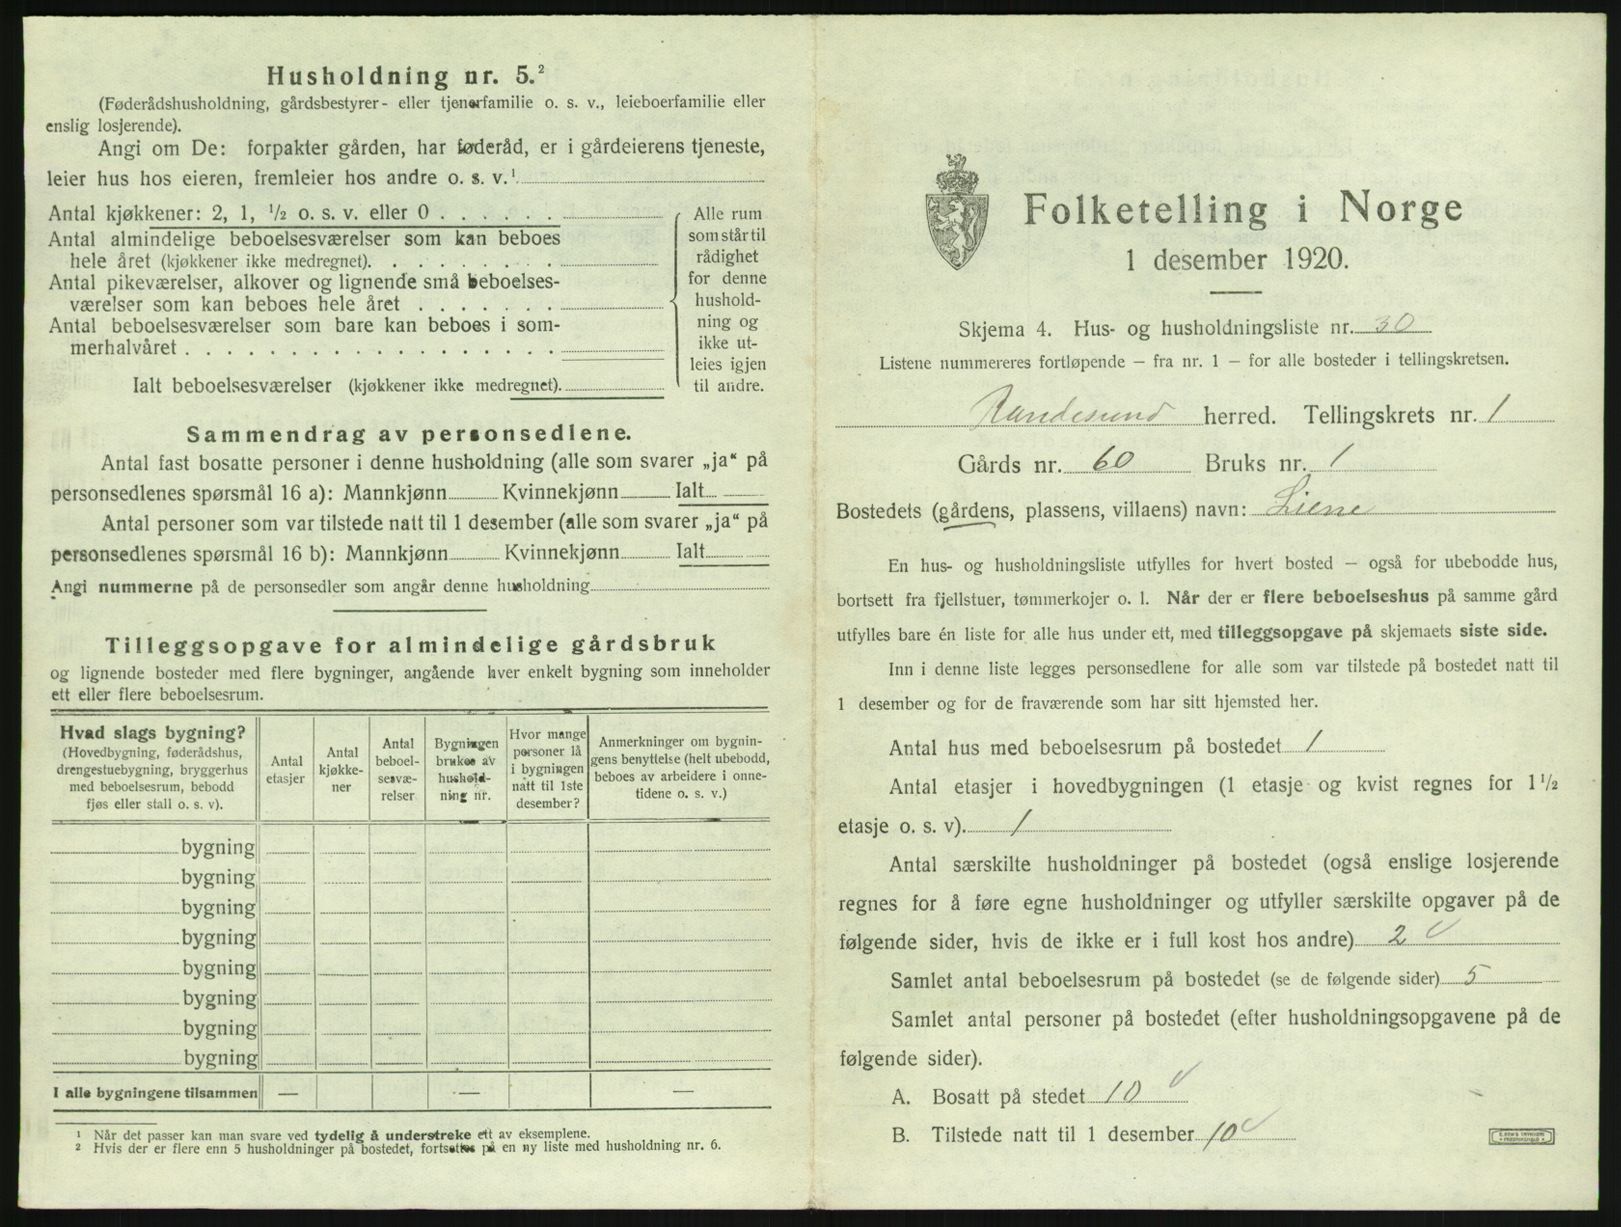 Husholdning nr. 5.²
(Føderådshusholdning, gårdsbestyrer- eller tjenerfamilie o. s. v., leieboerfamilie eller
enslig losjerende).
Angi om De: forpakter gården, har føderåd, er i gårdeierens tjeneste,
leier hus hos eieren, fremleier hos andre o. s. v.¹
Antal kjøkkener: 2, 1, ½ o. s. v. eller 0
Antal almindelige beboelsesværelser som kan beboes
hele året (kjøkkener ikke medregnet).
Antal pikeværelser, alkover og lignende små beboelses-
værelser som kan beboes hele året
Antal beboelsesværelser som bare kan beboes i som-
merhalvåret
Ialt beboelsesværelser (kjøkkener ikke medregnet).
Alle rum
som står til
rådighet
for denne
hushold-
ning og
ikke ut-
leies igjen
til andre.
Sammendrag av personsedlene.
Antal fast bosatte personer i denne husholdning (alle som svarer „ja“ på
personsedlenes spørsmål 16 a): Mannkjønn Kvinnekjønn Ialt
Antal personer som var tilstede natt til 1 desember (alle som svarer „ja“ på
personsedlenes spørsmål 16 b): Mannkjønn Kvinnekjønn Ialt
Angi nummerne på de personsedler som angår denne husholdning
Tilleggsopgave for almindelige gårdsbruk
og lignende bosteder med flere bygninger, angående hver enkelt bygning som inneholder
ett eller flere beboelsesrum.
Hvad slags bygning?
(Hovedbygning, føderådshus,
drengestuebygning, bryggerhus
med beboelsesrum, bebodd
fjøs eller stall o. s. v).
Antal
etasjer
Antal
kjøkke-
ner
Antal
beboel-
sesvæ-
relser
Bygningen
brukes av
hushold-
ning nr.
Hvor mange
personer lå
i bygningen
natt til 1ste
desember?
Anmerkninger om bygnin-
gens benyttelse (helt ubebodd,
beboes av arbeidere i onne-
tidene o. s. v.)
bygning
bygning
bygning
bygning
bygning
bygning
bygning
bygning
I alle bygningene tilsammen — — —
¹ Når det passer kan man svare ved tydelig å understreke ett av eksemplene.
² Hvis der er flere enn 5 husholdninger på bostedet, fortsettes på en ny liste med husholdning nr. 6.
Folketelling i Norge
1 desember 1920.
Skjema 4. Hus- og husholdningsliste nr. 30
Listene nummereres fortløpende – fra nr. 1 – for alle bosteder i tellingskretsen.
Randesund herred. Tellingskrets nr. 1
Gårds nr. 60 Bruks nr. 1
Bostedets (gårdens, plassens, villaens) navn: Liene
En hus- og husholdningsliste utfylles for hvert bosted – også for ubebodde hus,
bortsett fra fjellstuer, tømmerkojer o. l. Når der er flere beboelseshus på samme gård
utfylles bare én liste for alle hus under ett, med tilleggsopgave på skjemaets siste side.
Inn i denne liste legges personsedlene for alle som var tilstede på bostedet natt til
1 desember og for de fraværende som har sitt hjemsted her.
Antal hus med beboelsesrum på bostedet 1
Antal etasjer i hovedbygningen (1 etasje og kvist regnes for 1½
etasje o. s. v). 1
Antal særskilte husholdninger på bostedet (også enslige losjerende
regnes for å føre egne husholdninger og utfyller særskilte opgaver på de
følgende sider, hvis de ikke er i full kost hos andre) 2
Samlet antal beboelsesrum på bostedet (se de følgende sider) 5
Samlet antal personer på bostedet (efter husholdningsopgavene på de
følgende sider).
A. Bosatt på stedet 10
B. Tilstede natt til 1 desember 10